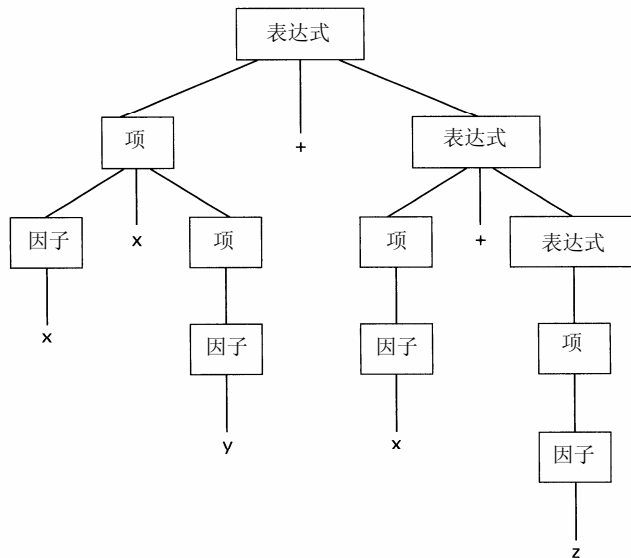 表达式
项 + 表达式
因子 x 项 项 + 表达式
x 因子 因子 项
y x 因子
z